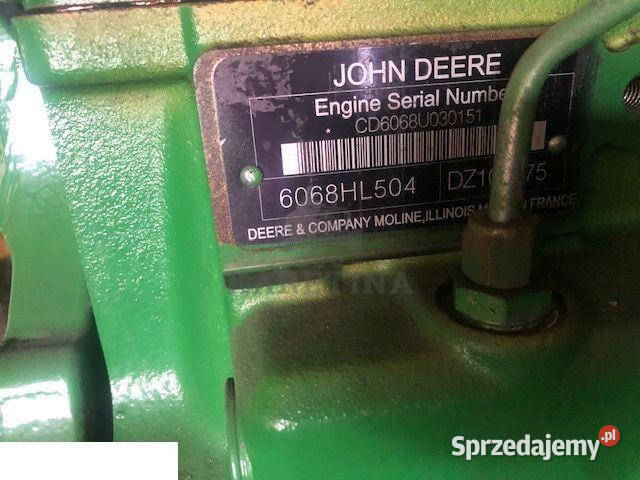 JOHN DEERE
Engine Serial Number
* CD6068U030151
6068HL504
DEERE & COMPANY MOLINE,ILLINOIS FRANCE
Sprzedajemy.pl